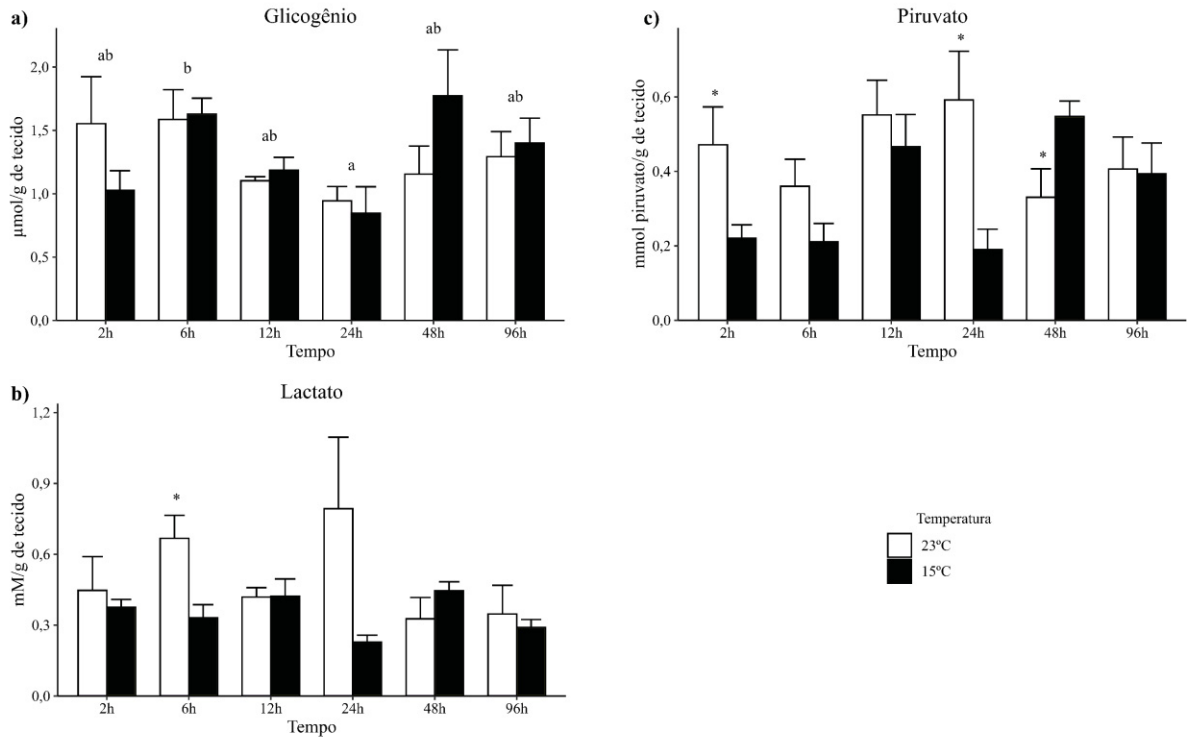 a)
Glicogênio
µmol/g de tecido
2,0
1,5
1,0
0,5
0,0
ab
b
ab
a
ab
ab
2h 6h 12h 24h 48h 96h
Tempo
b)
Lactato
mM/g de tecido
1,2
0,9
0,6
0,3
0,0
*
2h 6h 12h 24h 48h 96h
Tempo
c)
Piruvato
mmol piruvato/g de tecido
0,6
0,4
0,2
0,0
*
*
*
2h 6h 12h 24h 48h 96h
Tempo
Temperatura
23ºC
15ºC